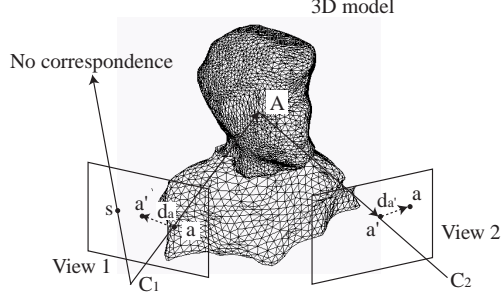 3D model
No correspondence
A
a'
da
a
s
da'
a
a'
View 1
View 2
C1
C2